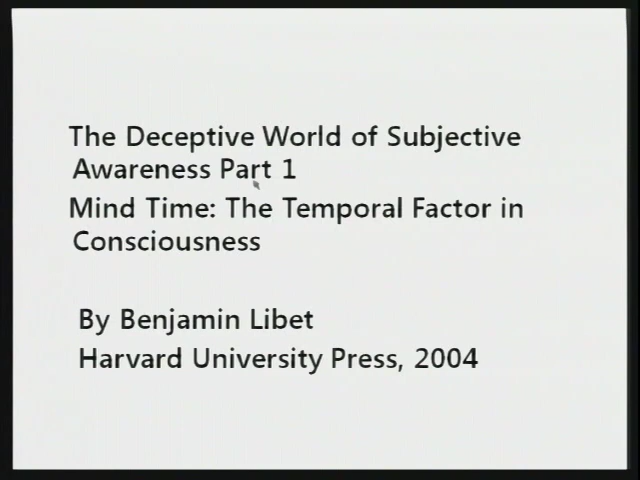 The Deceptive World of Subjective
Awareness Part 1
Mind Time: The Temporal Factor in
Consciousness
By Benjamin Libet
Harvard University Press, 2004